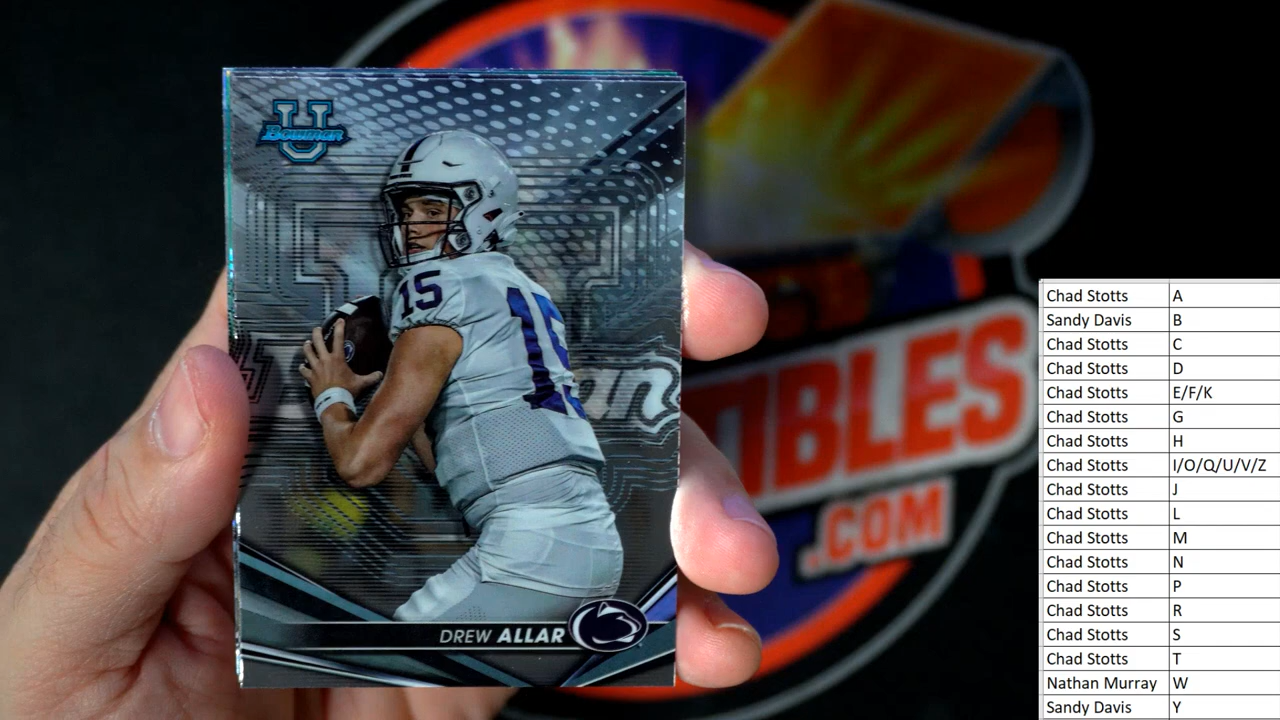 U
Bowman
15
15
DREW ALLAR
IBLES
.COM
Chad Stotts A
Sandy Davis B
Chad Stotts C
Chad Stotts D
Chad Stotts E/F/K
Chad Stotts G
Chad Stotts H
Chad Stotts I/O/Q/U/V/Z
Chad Stotts J
Chad Stotts L
Chad Stotts M
Chad Stotts N
Chad Stotts P
Chad Stotts R
Chad Stotts S
Chad Stotts T
Nathan Murray W
Sandy Davis Y